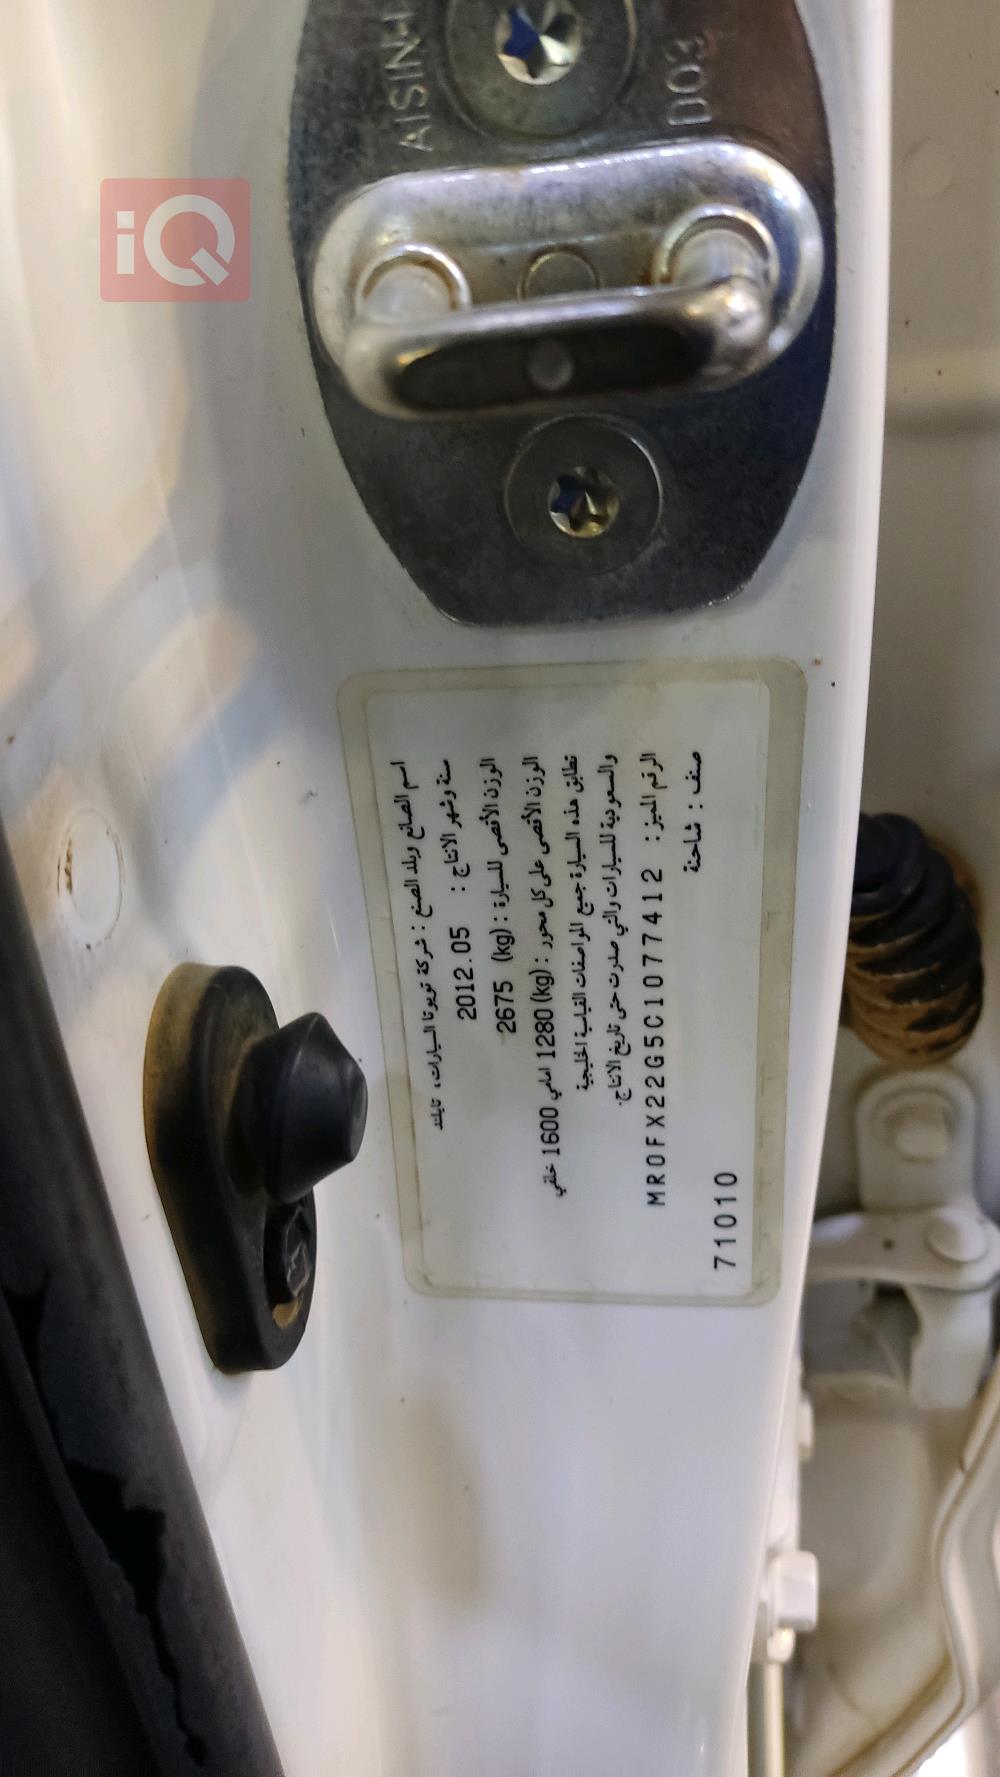 AISIN
D03
iQ
اسم الصانع وبلد الصنع : شركة تويوتا للسيارات، تايلند
سنة وشهر الانتاج : 2012.05
الوزن الأقصى للسيارة : (kg) 2675
الوزن الأقصى على كل محور : (kg) 1280 امامي 1600 خلفي
تطابق هذه السيارة جميع المواصفات القياسية الخليجية
والسعودية للسيارات والتي صدرت حتى تاريخ الانتاج.
الرقم المميز : MR0FX22G5C1077412
صنف : شاحنة
71010